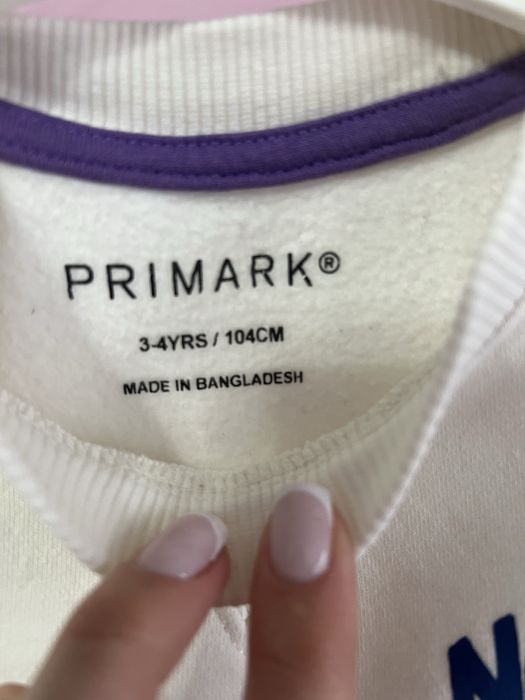 PRIMARK®
3-4YRS / 104CM
MADE IN BANGLADESH
N